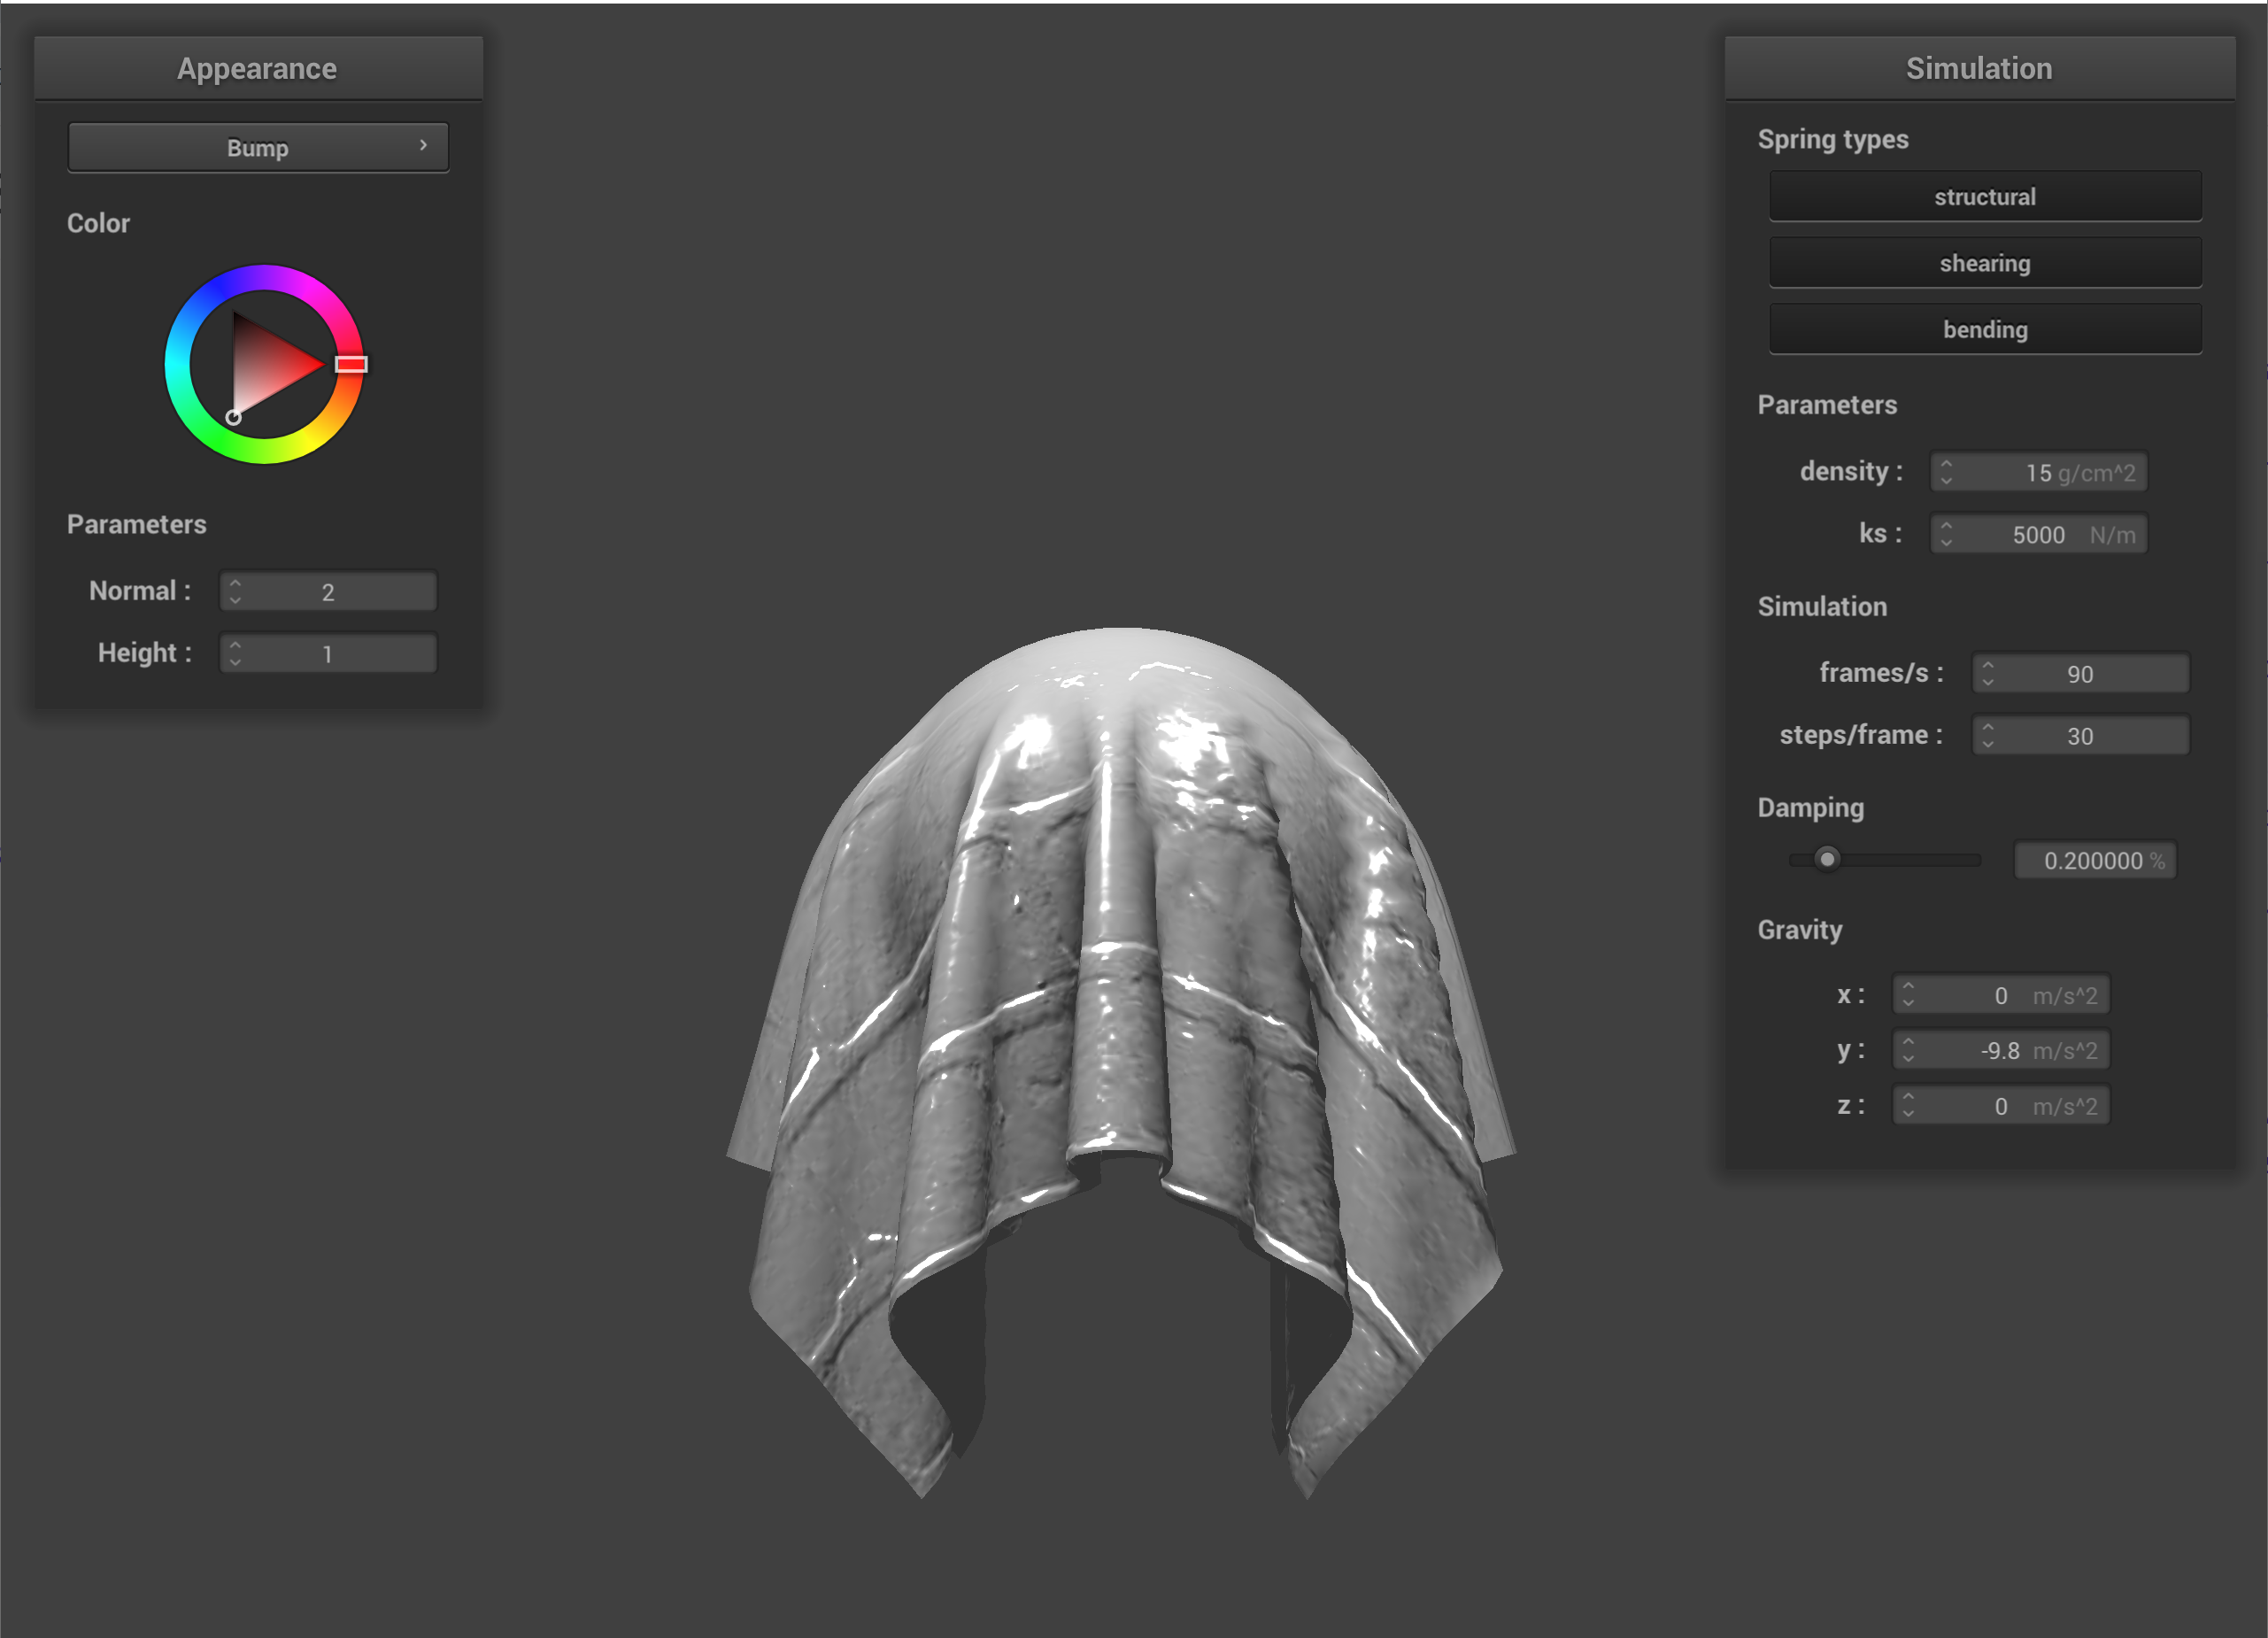 Appearance
Bump
Color
Parameters
Normal :
2
Height :
1
Simulation
Spring types
structural
shearing
bending
Parameters
density :
15 g/cm^2
ks :
5000 N/m
Simulation
frames/s :
90
steps/frame :
30
Damping
0.200000 %
Gravity
x :
0 m/s^2
y :
-9.8 m/s^2
z :
0 m/s^2